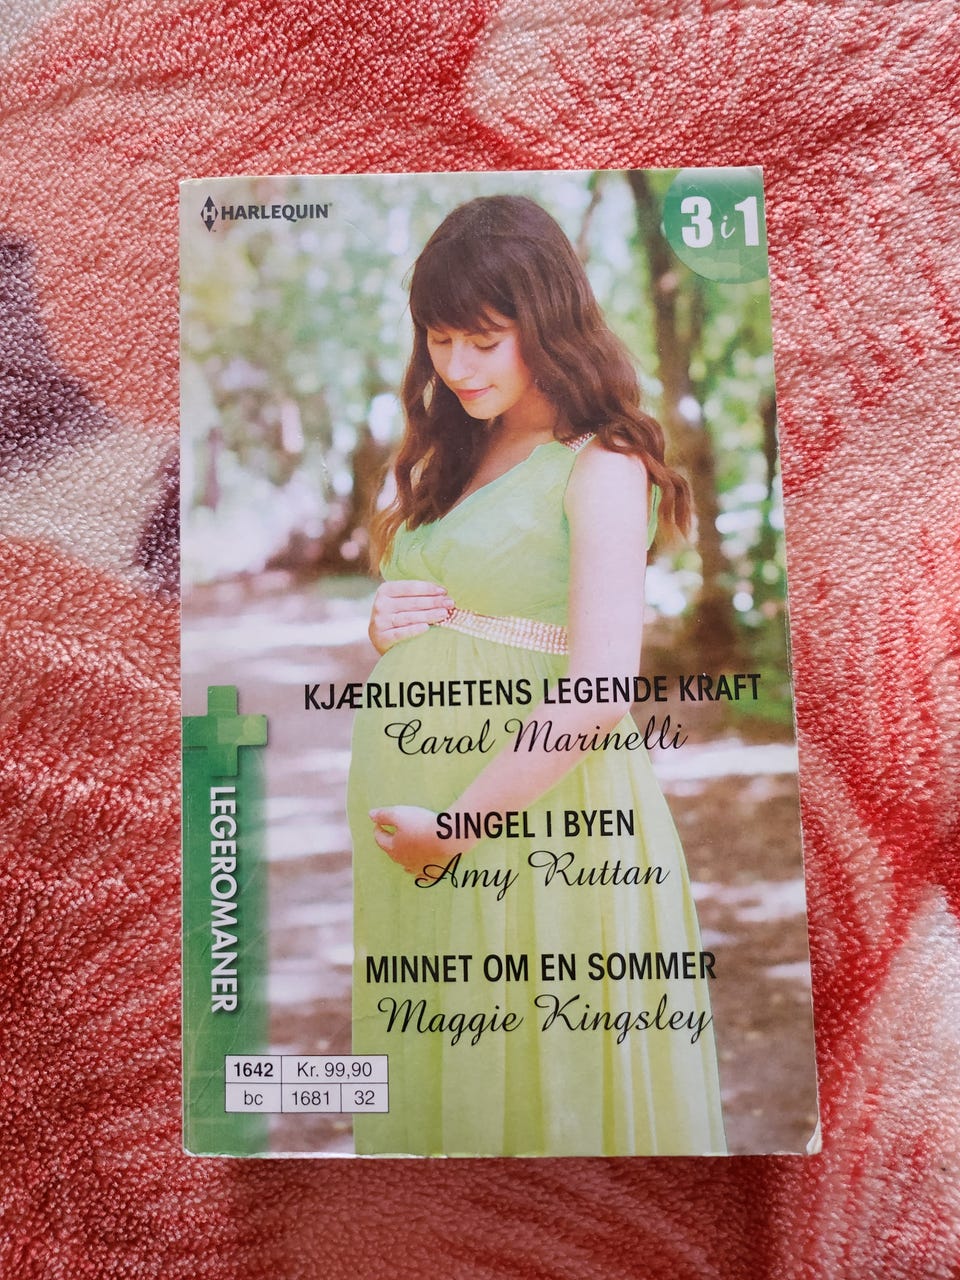 HARLEQUIN
3 i 1
KJÆRLIGHETENS LEGENDE KRAFT
Carol Marinelli
SINGEL I BYEN
Amy Ruttan
MINNET OM EN SOMMER
Maggie Kingsley
LEGEROMANER
1642 Kr. 99,90
bc 1681 32